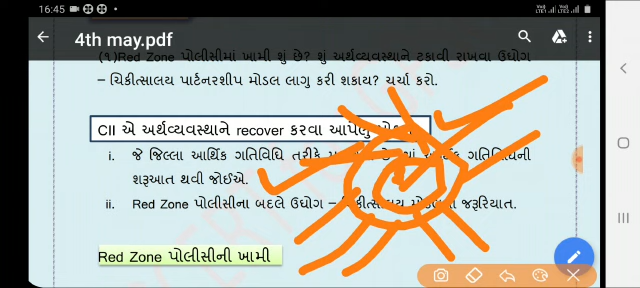 16:45
4th may.pdf
(૧)Red Zone પોલીસીમાં ખામી શું છે? શું અર્થવ્યવસ્થાને ટકાવી રાખવા ઉધોગ
– ચિકીત્સાલય પાર્ટનરશીપ મોડલ લાગુ કરી શકાય? ચર્ચા કરો.
CII એ અર્થવ્યવસ્થાને recover કરવા આપેલું
i. જે જિલ્લા આર્થિક ગતિવિધિ તરીકે ગતિવિધિની
શરૂઆત થવી જોઈએ.
ii. Red Zone પોલીસીના બદલે ઉધોગ – જરૂરિયાત.
Red Zone પોલીસીની ખામી